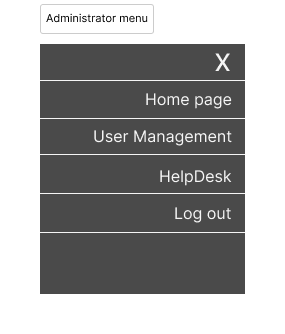 Administrator menu
X
Home page
User Management
HelpDesk
Log out